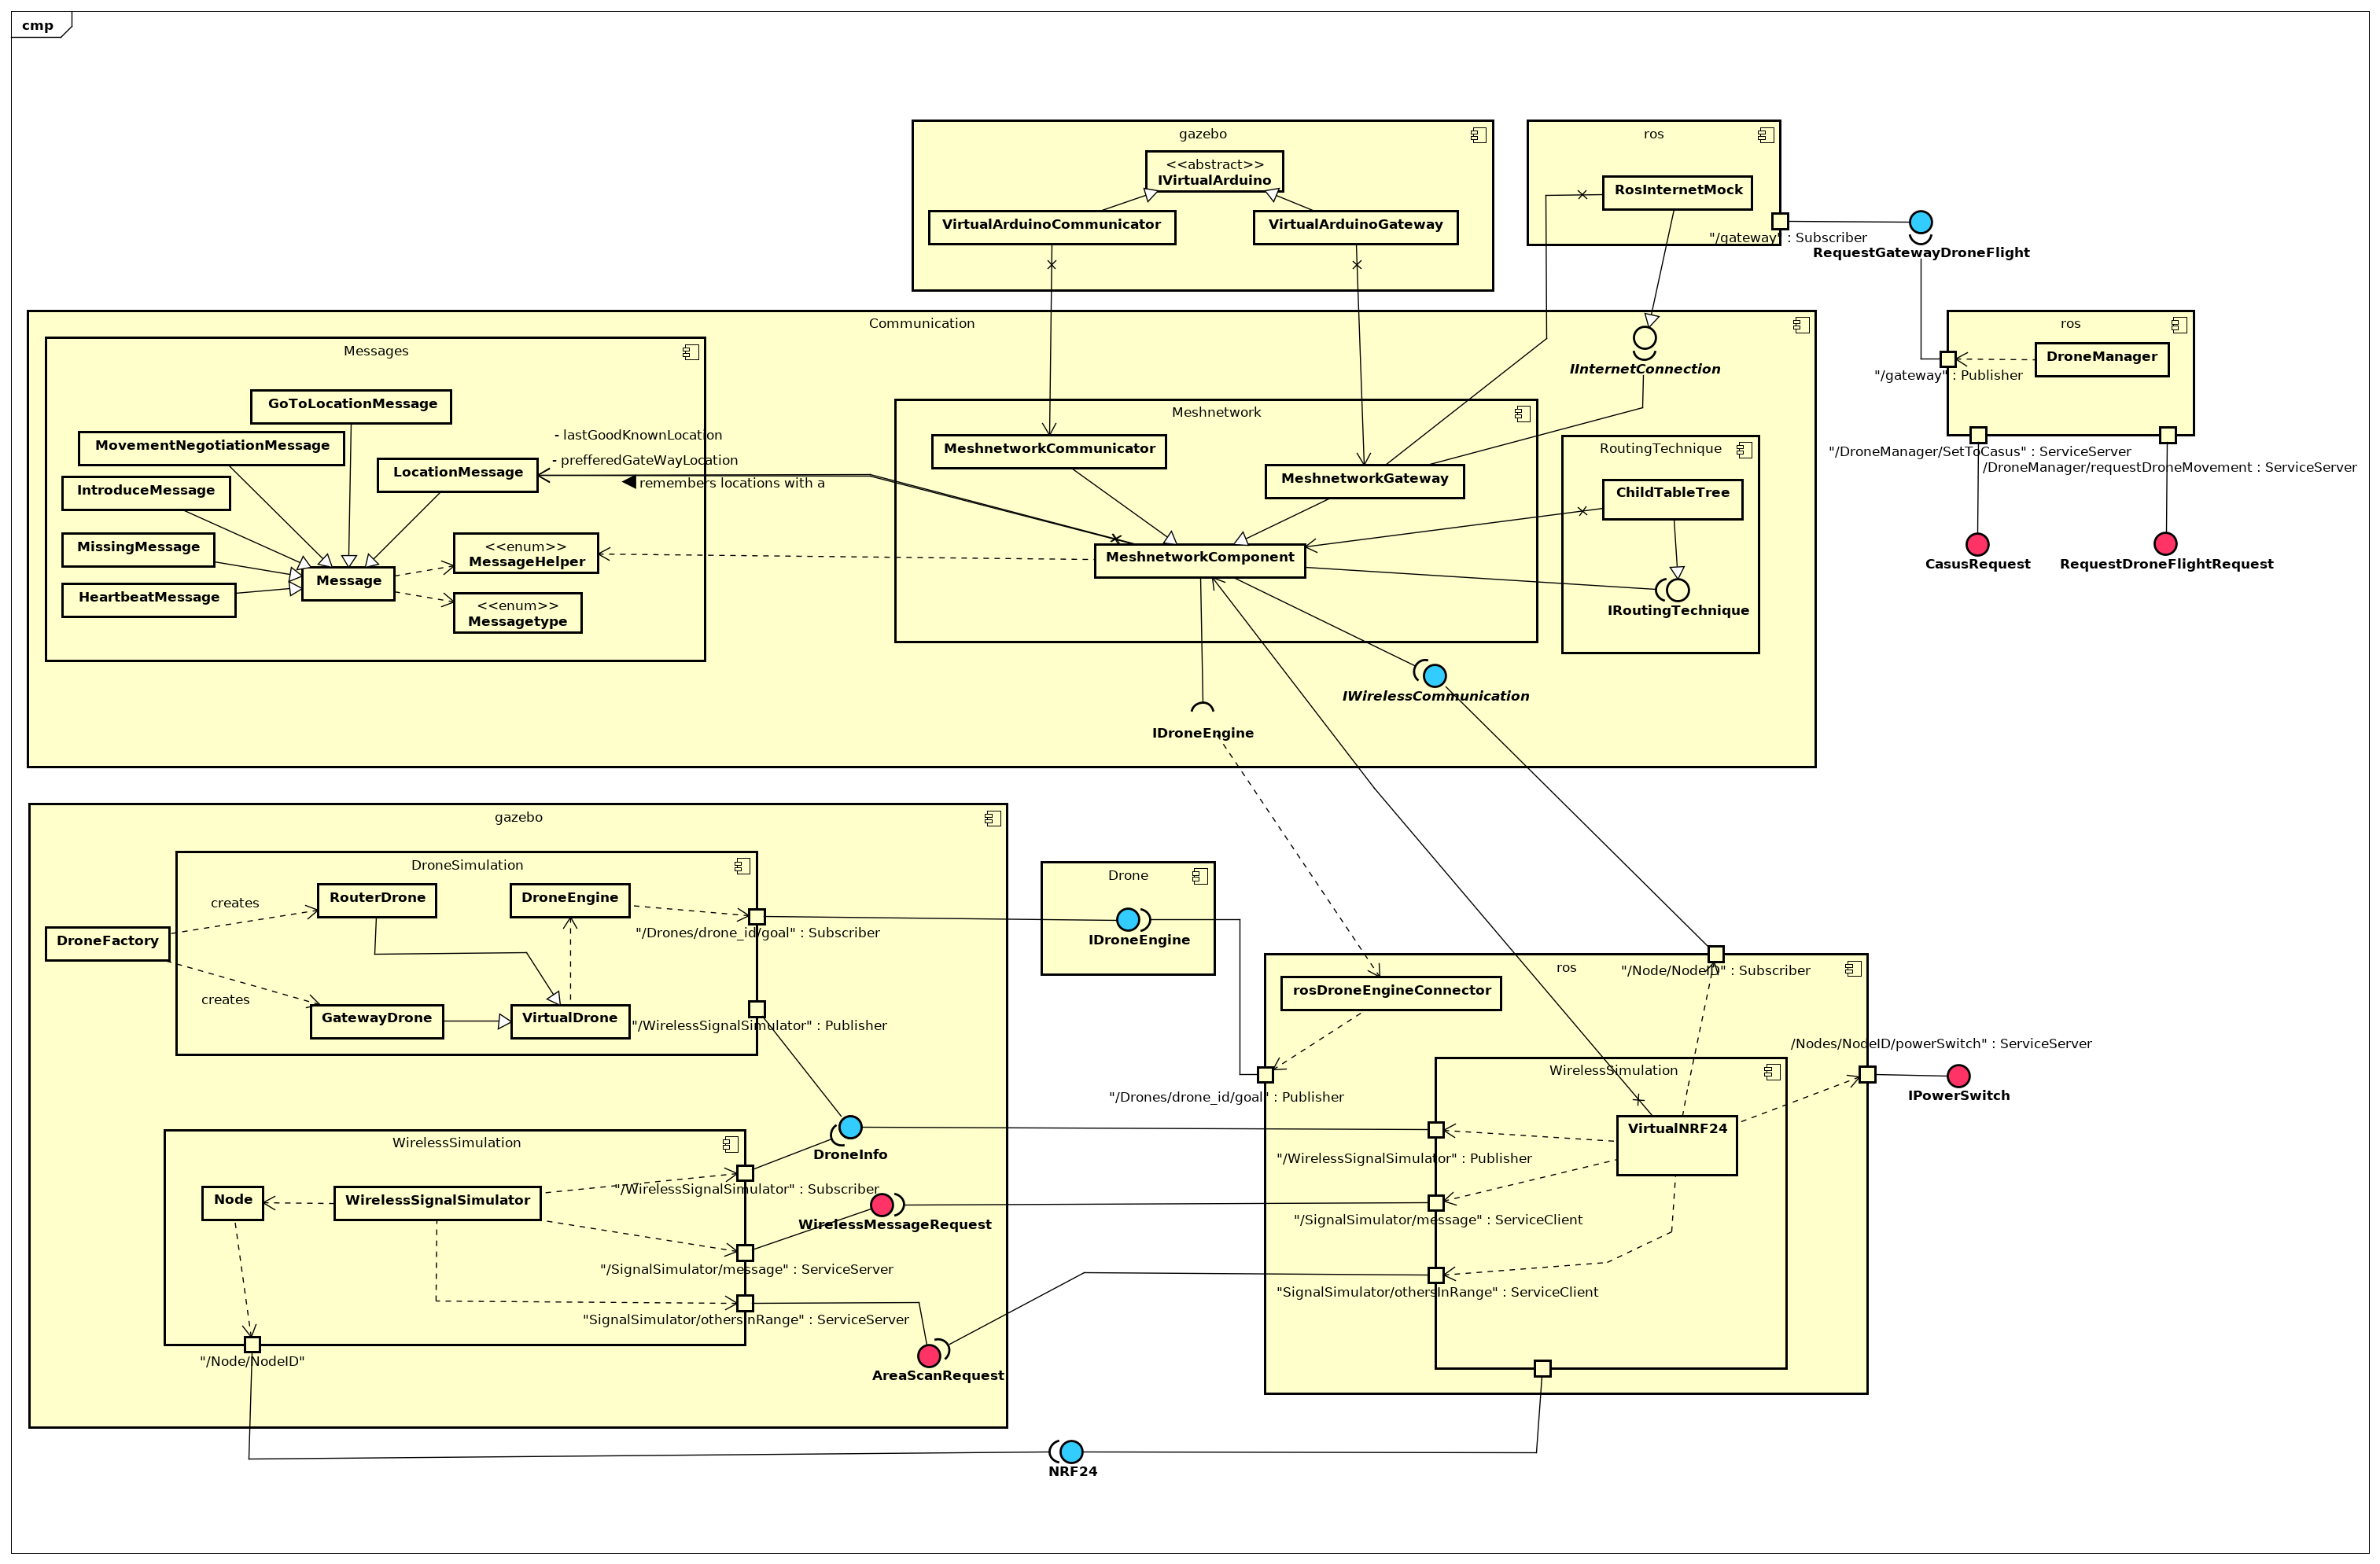 cmp
gazebo
<<abstract>>
IVirtualArduino
VirtualArduinoCommunicator
VirtualArduinoGateway
ros
RosInternetMock
"/gateway" : Subscriber
RequestGatewayDroneFlight
ros
DroneManager
"/gateway" : Publisher
"/DroneManager/SetToCasus" : ServiceServer
/DroneManager/requestDroneMovement : ServiceServer
CasusRequest
RequestDroneFlightRequest
Communication
Messages
GoToLocationMessage
MovementNegotiationMessage
LocationMessage
IntroduceMessage
MissingMessage
HeartbeatMessage
Message
<<enum>>
MessageHelper
<<enum>>
Messagetype
- lastGoodKnownLocation
- prefferedGateWayLocation
remembers locations with a
IInternetConnection
Meshnetwork
MeshnetworkCommunicator
MeshnetworkGateway
MeshnetworkComponent
RoutingTechnique
ChildTableTree
IRoutingTechnique
IWirelessCommunication
IDroneEngine
gazebo
DroneSimulation
RouterDrone
DroneEngine
creates
DroneFactory
creates
GatewayDrone
VirtualDrone
"/Drones/drone_id/goal" : Subscriber
"/WirelessSignalSimulator" : Publisher
Drone
IDroneEngine
ros
"/Node/NodeID" : Subscriber
rosDroneEngineConnector
/Nodes/NodeID/powerSwitch" : ServiceServer
IPowerSwitch
"/Drones/drone_id/goal" : Publisher
WirelessSimulation
VirtualNRF24
"/WirelessSignalSimulator" : Publisher
"/SignalSimulator/message" : ServiceClient
"SignalSimulator/othersInRange" : ServiceClient
DroneInfo
WirelessSimulation
Node
WirelessSignalSimulator
"/WirelessSignalSimulator" : Subscriber
WirelessMessageRequest
"/SignalSimulator/message" : ServiceServer
"SignalSimulator/othersInRange" : ServiceServer
"/Node/NodeID"
AreaScanRequest
NRF24